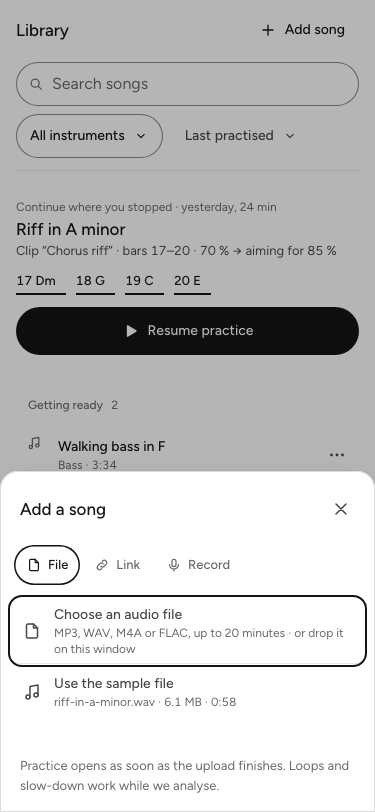 Library
Add song
Search songs
All instruments
Last practised
Continue where you stopped · yesterday, 24 min
Riff in A minor
Clip “Chorus riff” · bars 17–20 · 70 % → aiming for 85 %
17 Dm
18 G
19 C
20 E
Resume practice
Getting ready 2
Walking bass in F
Bass · 3:34
Add a song
File
Link
Record
Choose an audio file
MP3, WAV, M4A or FLAC, up to 20 minutes · or drop it
on this window
Use the sample file
riff-in-a-minor.wav · 6.1 MB · 0:58
Practice opens as soon as the upload finishes. Loops and
slow-down work while we analyse.